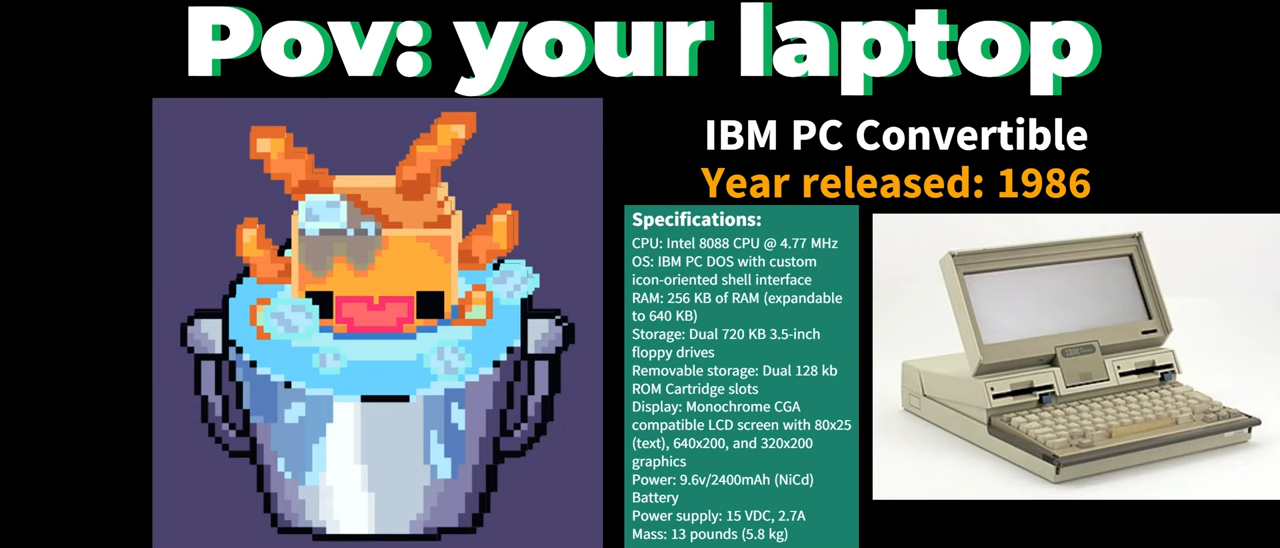 Pov: your laptop
IBM PC Convertible
Year released: 1986
Specifications:
CPU: Intel 8088 CPU @ 4.77 MHz
OS: IBM PC DOS with custom
icon-oriented shell interface
RAM: 256 KB of RAM (expandable
to 640 KB)
Storage: Dual 720 KB 3.5-inch
floppy drives
Removable storage: Dual 128 kb
ROM Cartridge slots
Display: Monochrome CGA
compatible LCD screen with 80x25
(text), 640x200, and 320x200
graphics
Power: 9.6v/2400mAh (NiCd)
Battery
Power supply: 15 VDC, 2.7A
Mass: 13 pounds (5.8 kg)